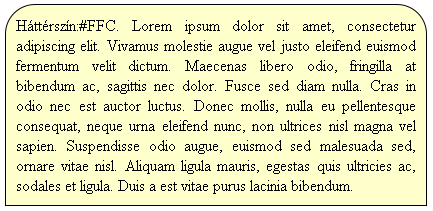 Háttérszín:#FFC. Lorem ipsum dolor sit amet, consectetur
adipiscing elit. Vivamus molestie augue vel justo eleifend euismod
fermentum velit dictum. Maecenas libero odio, fringilla at
bibendum ac, sagittis nec dolor. Fusce sed diam nulla. Cras in
odio nec est auctor luctus. Donec mollis, nulla eu pellentesque
consequat, neque urna eleifend nunc, non ultrices nisl magna vel
sapien. Suspendisse odio augue, euismod sed malesuada sed,
ornare vitae nisl. Aliquam ligula mauris, egestas quis ultricies ac,
sodales et ligula. Duis a est vitae purus lacinia bibendum.